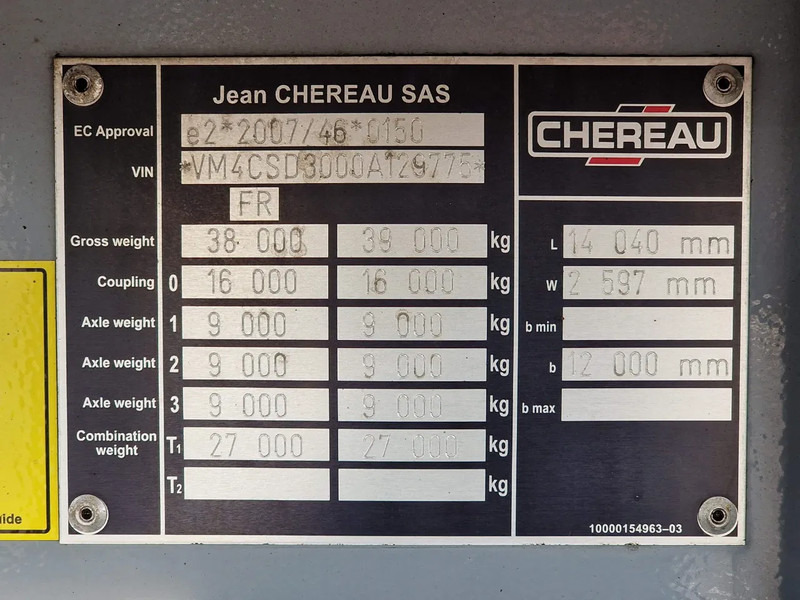 Jean CHEREAU SAS
EC Approval e2*2007/46*0150
VIN *VM4CSD3000A129775*
FR
Gross weight 38 000 39 000 kg
Coupling 0 16 000 16 000 kg
Axle weight 1 9 000 9 000 kg
Axle weight 2 9 000 9 000 kg
Axle weight 3 9 000 9 000 kg
Combination weight T1 27 000 27 000 kg
T2 kg
CHEREAU
L 14 040 mm
W 2 597 mm
b min
b 12 000 mm
b max
10000154963-03